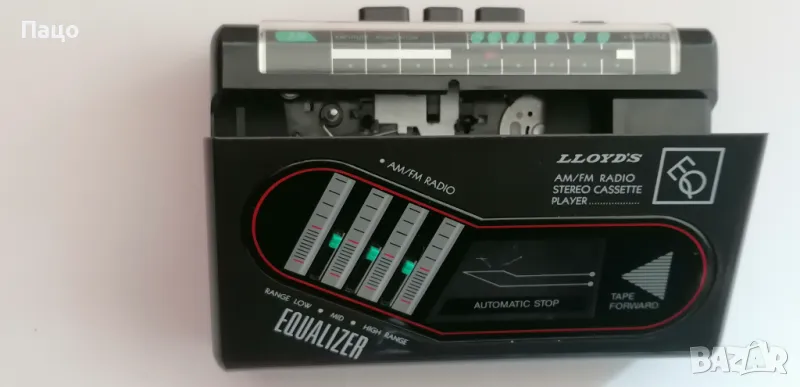 Пацо
LLOYD'S
EQ
AM/FM RADIO
STEREO CASSETTE
PLAYER..................
• AM/FM RADIO
RANGE LOW • MID • HIGH RANGE
EQUALIZER
AUTOMATIC STOP
TAPE
FORWARD
BAZAR